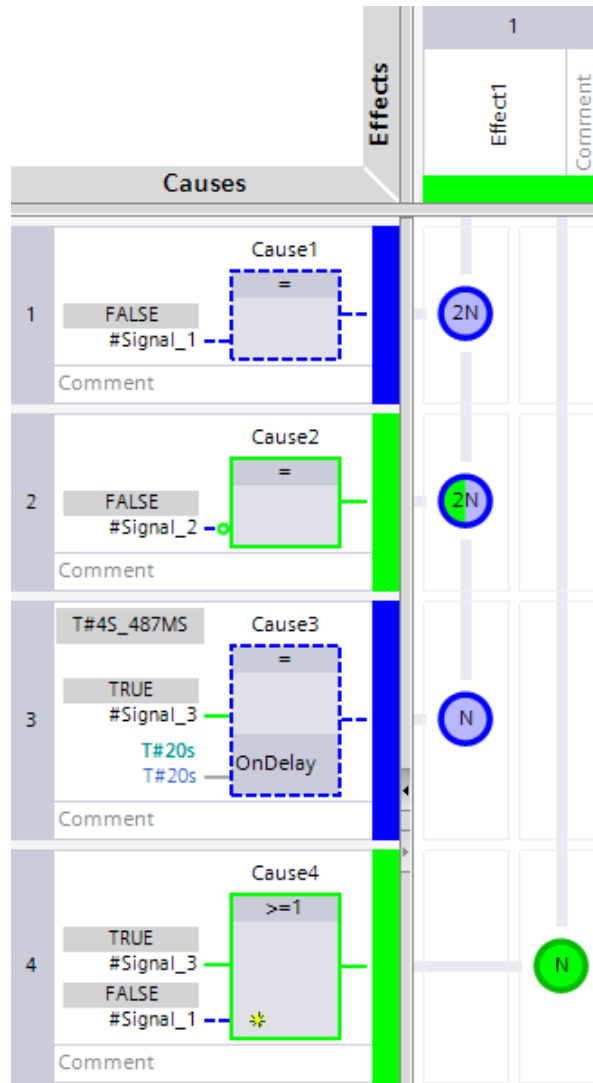 1
Effects
Effect1
Comment
Causes
1
Cause1
=
FALSE
#Signal_1
Comment
2N
2
Cause2
=
FALSE
#Signal_2
Comment
2N
3
T#4S_487MS
Cause3
=
TRUE
#Signal_3
T#20s
T#20s
OnDelay
Comment
N
4
Cause4
>=1
TRUE
#Signal_3
FALSE
#Signal_1
Comment
N